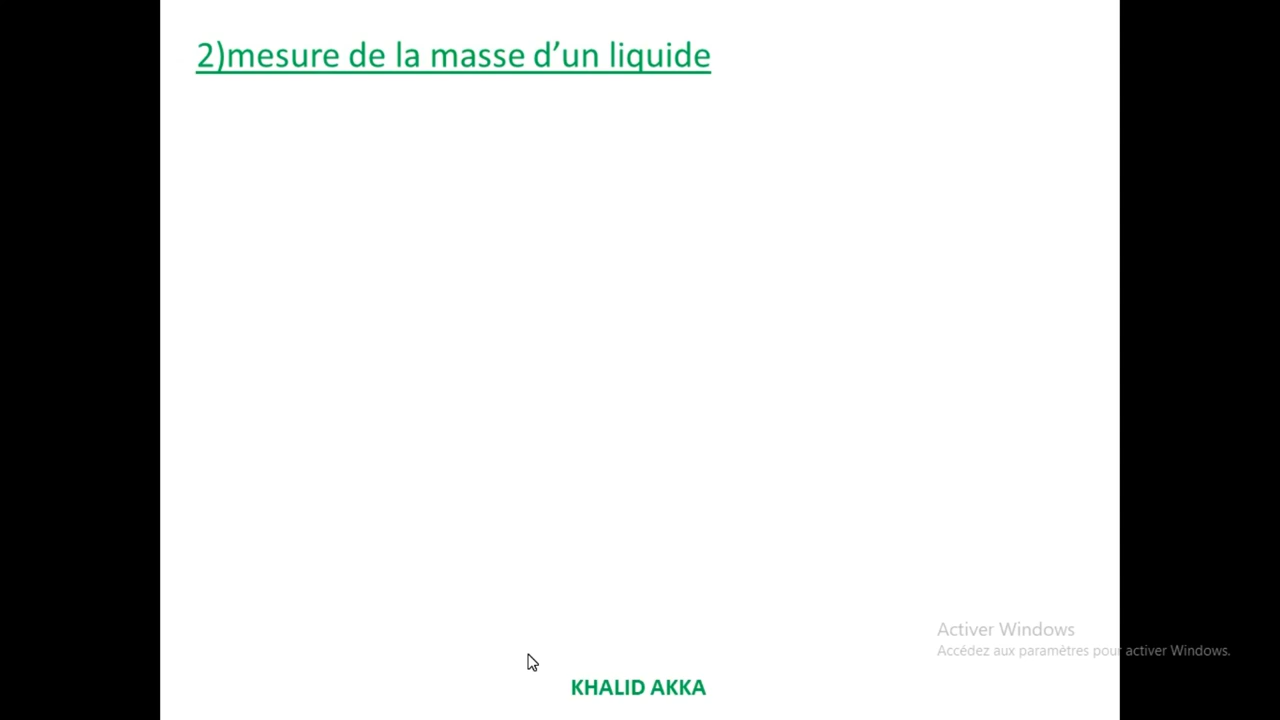 2)mesure de la masse d’un liquide
Activer Windows
Accédez aux paramètres pour activer Windows.
KHALID AKKA